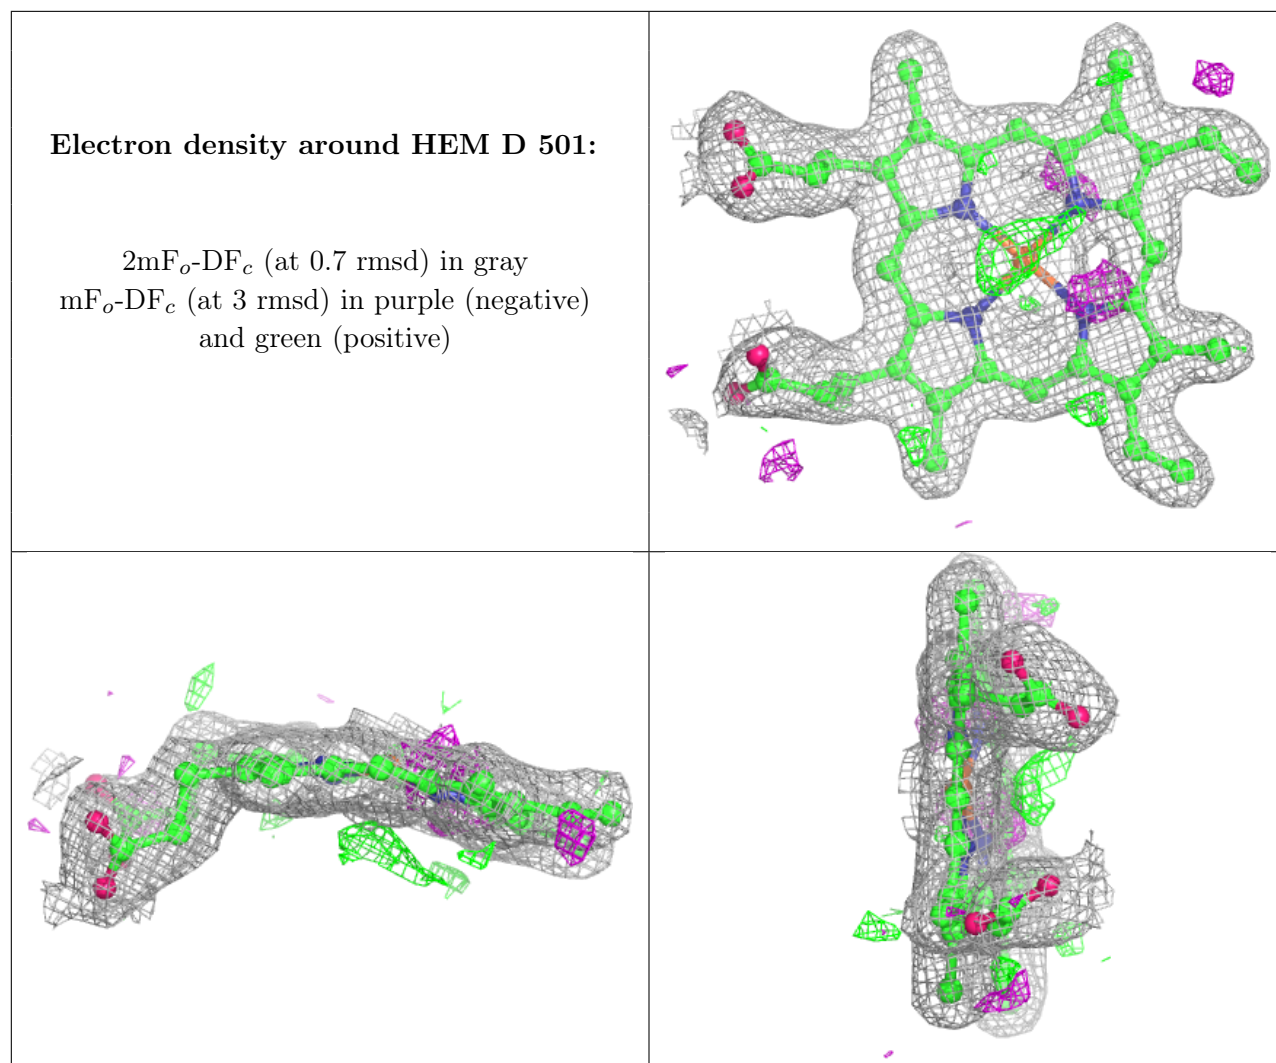 Electron density around HEM D 501:
2mFo-DFc (at 0.7 rmsd) in gray
mFo-DFc (at 3 rmsd) in purple (negative)
and green (positive)